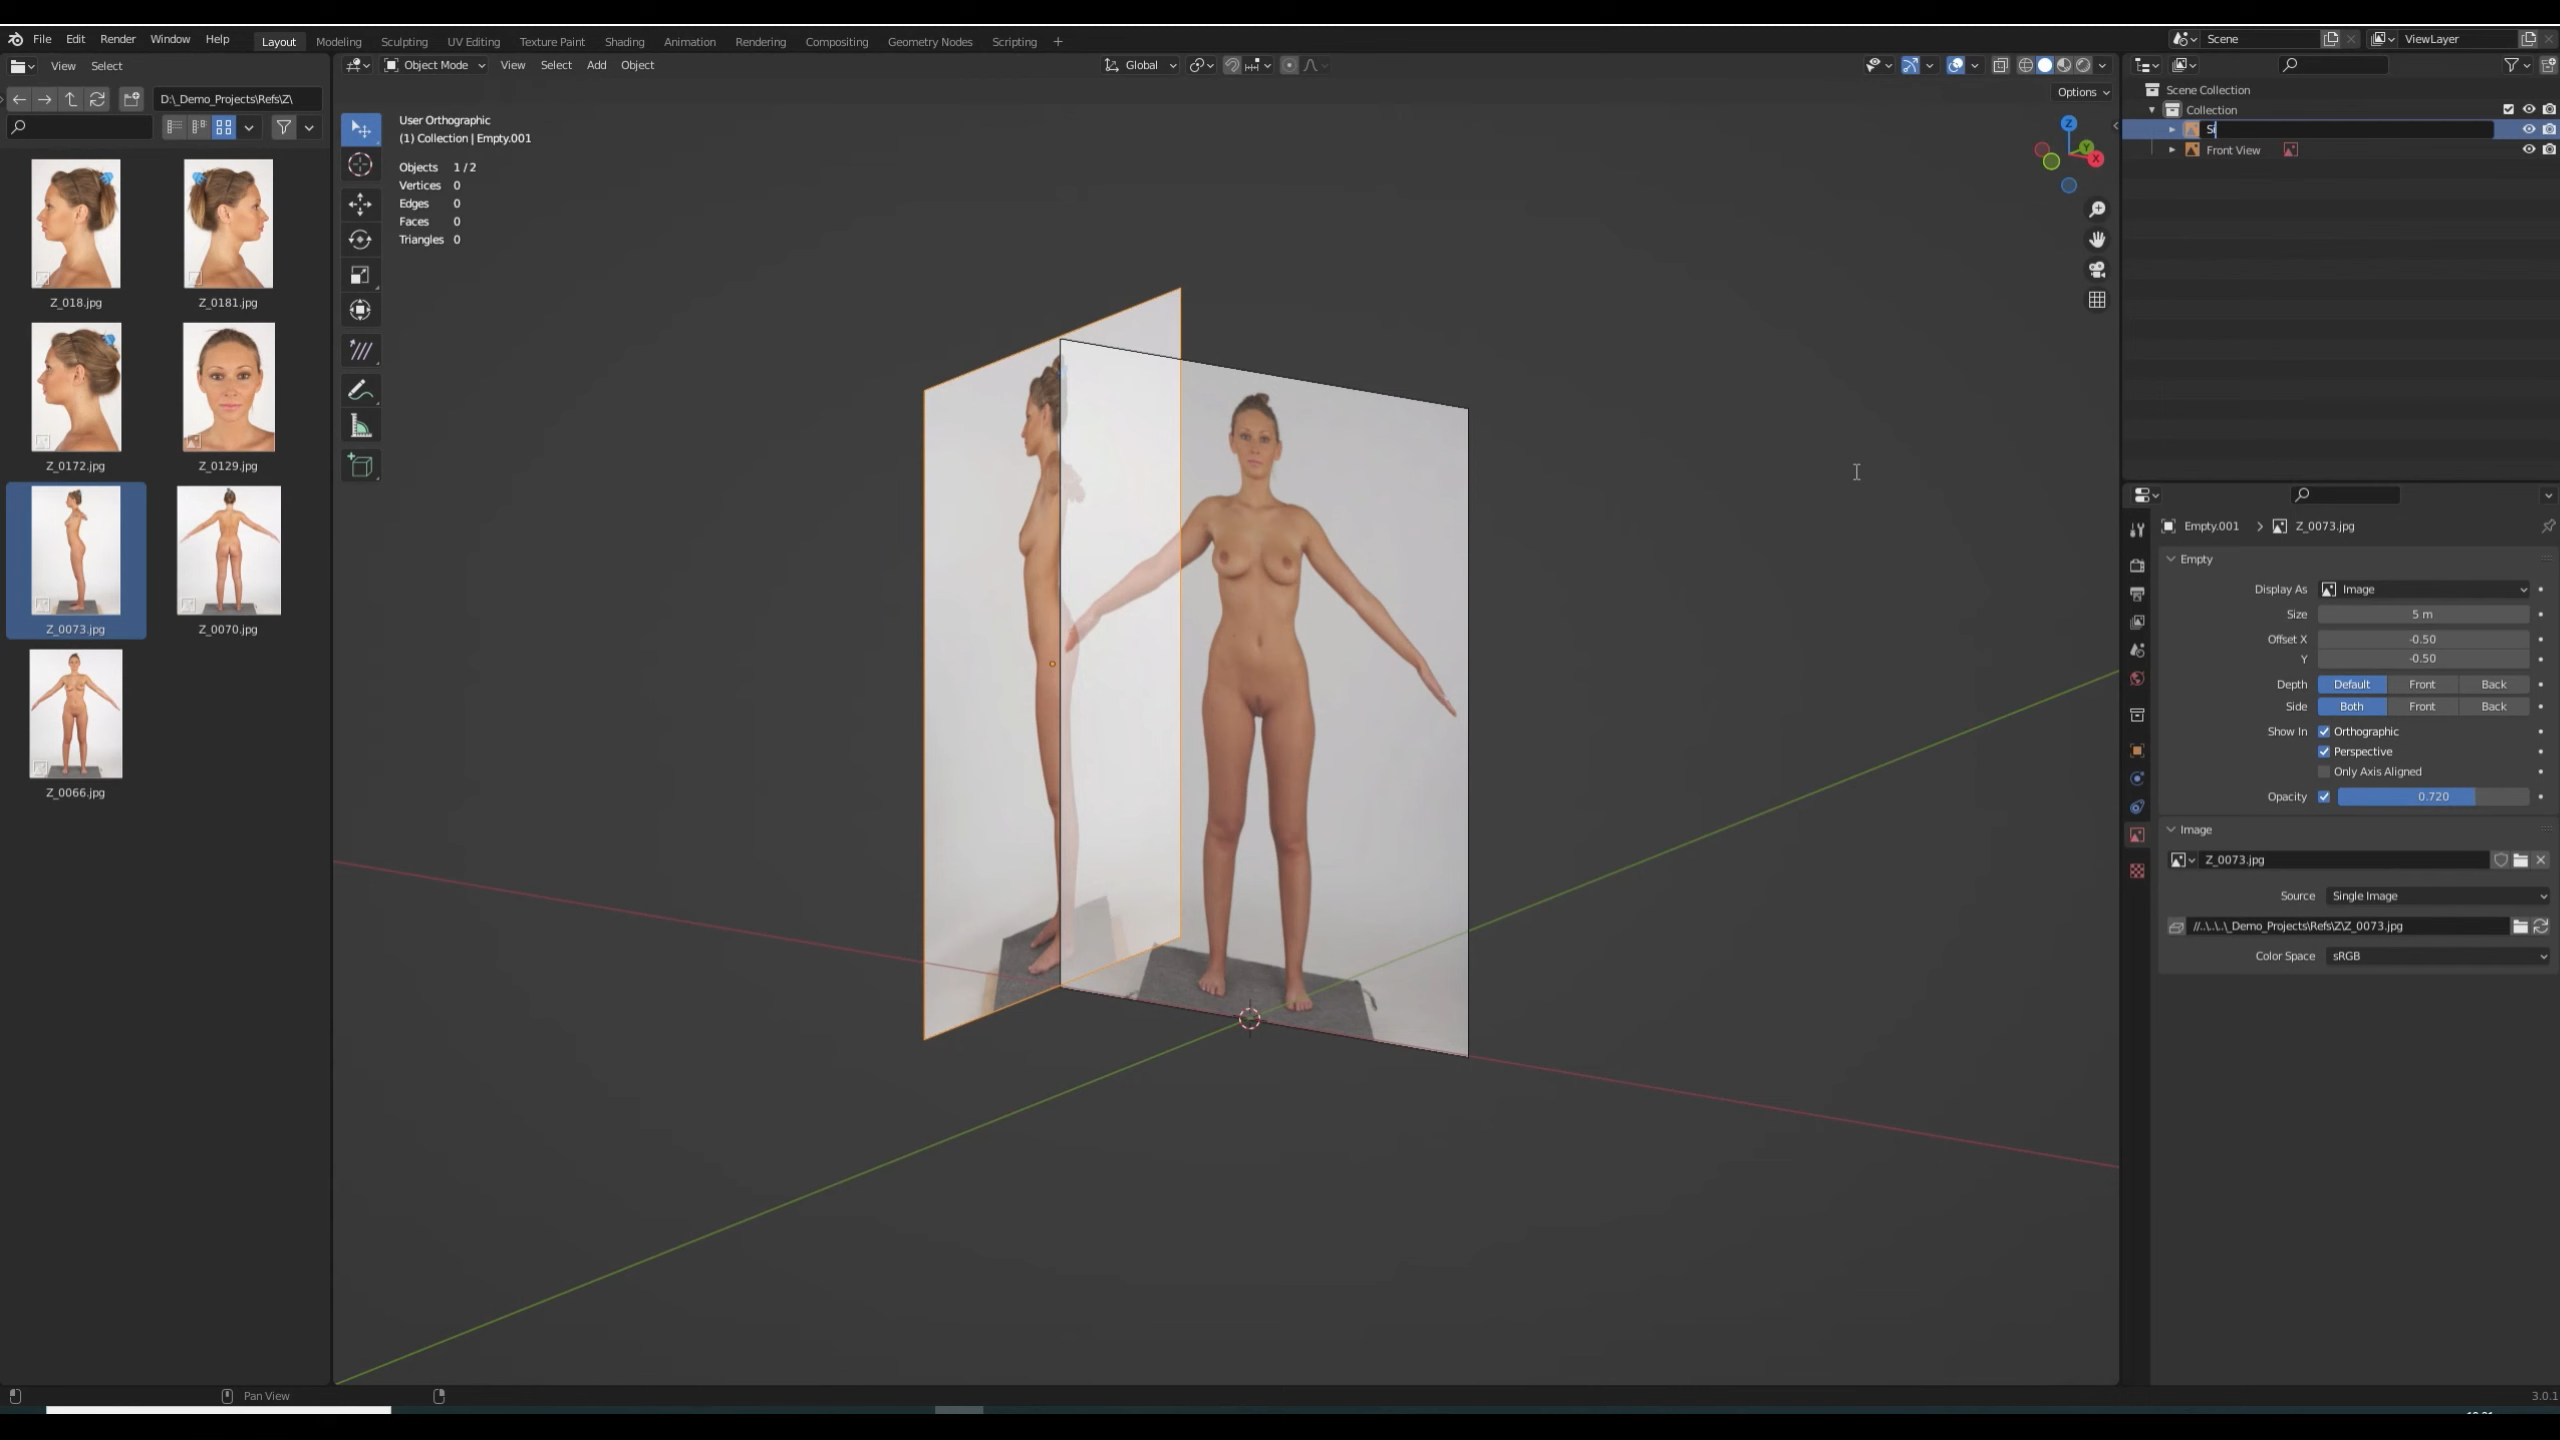 File Edit Render Window Help Layout Modeling Sculpting UV Editing Texture Paint Shading Animation Rendering Compositing Geometry Nodes Scripting + Scene ViewLayer
View Select Object Mode View Select Add Object Global
D:\_Demo_Projects\Refs\Z\ Options
User Orthographic
(1) Collection | Empty.001
Objects 1/2
Vertices 0
Edges 0
Faces 0
Triangles 0
Z_018.jpg Z_0181.jpg
Z_0172.jpg Z_0129.jpg
Z_0073.jpg Z_0070.jpg
Z_0066.jpg
Z
Y
X
Scene Collection
Collection
Si
Front View
Empty.001 > Z_0073.jpg
Empty
Display As Image
Size 5 m
Offset X -0.50
Y -0.50
Depth Default Front Back
Side Both Front Back
Show In Orthographic
Perspective
Only Axis Aligned
Opacity 0.720
Image
Z_0073.jpg
Source Single Image
//..\..\..\_Demo_Projects\Refs\Z\Z_0073.jpg
Color Space sRGB
Pan View 3.0.1